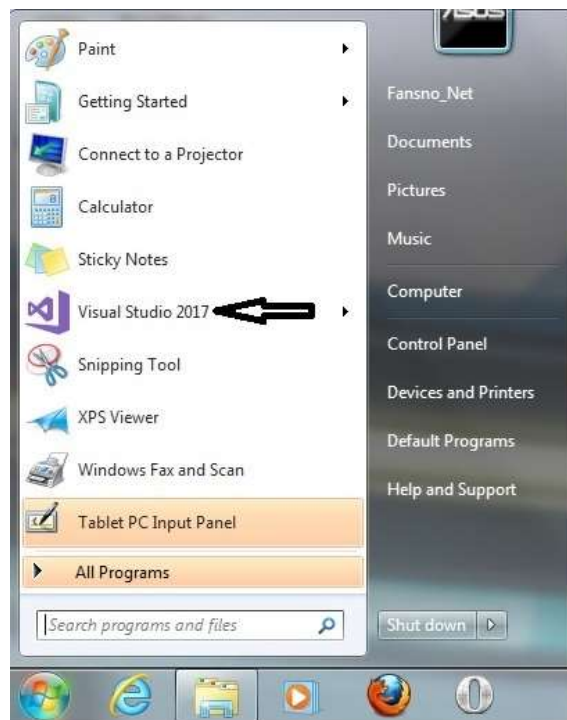 Paint
Getting Started
Connect to a Projector
Calculator
Sticky Notes
Visual Studio 2017
Snipping Tool
XPS Viewer
Windows Fax and Scan
Tablet PC Input Panel
All Programs
Search programs and files
Fansno_Net
Documents
Pictures
Music
Computer
Control Panel
Devices and Printers
Default Programs
Help and Support
Shut down